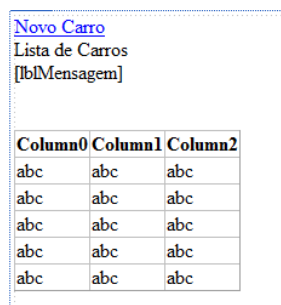 Novo Carro
Lista de Carros
[lblMensagem]
Column0 Column1 Column2
abc abc abc
abc abc abc
abc abc abc
abc abc abc
abc abc abc